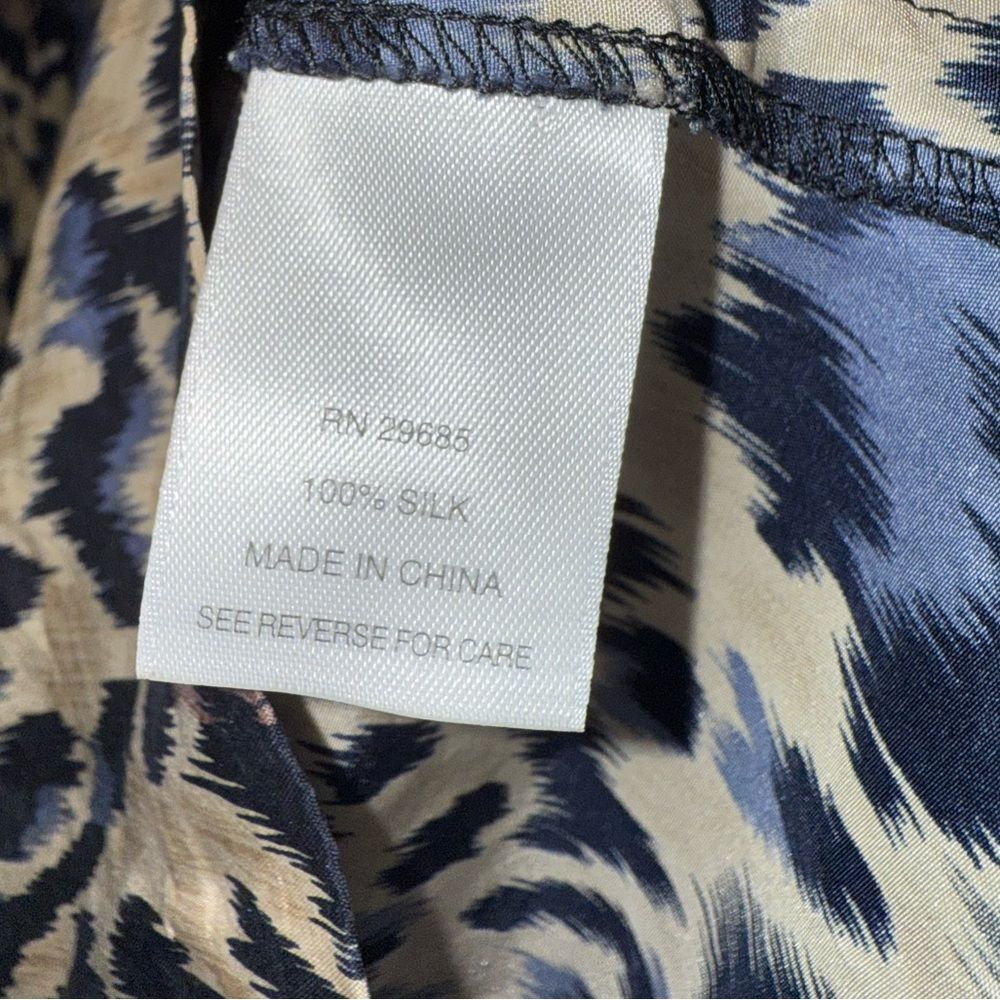 RN 29685
100% SILK
MADE IN CHINA
SEE REVERSE FOR CARE